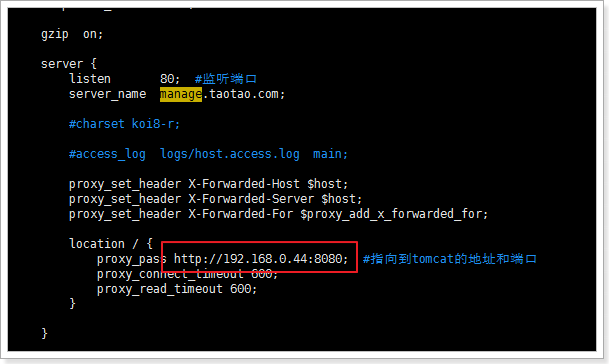 gzip  on;
server {
listen       80;  #监听端口
server_name  manage.taotao.com;
#charset koi8-r;
#access_log  logs/host.access.log  main;
proxy_set_header X-Forwarded-Host $host;
proxy_set_header X-Forwarded-Server $host;
proxy_set_header X-Forwarded-For $proxy_add_x_forwarded_for;
location / {
proxy_pass http://192.168.0.44:8080;  #指向到tomcat的地址和端口
proxy_connect_timeout 600;
proxy_read_timeout 600;
}
}